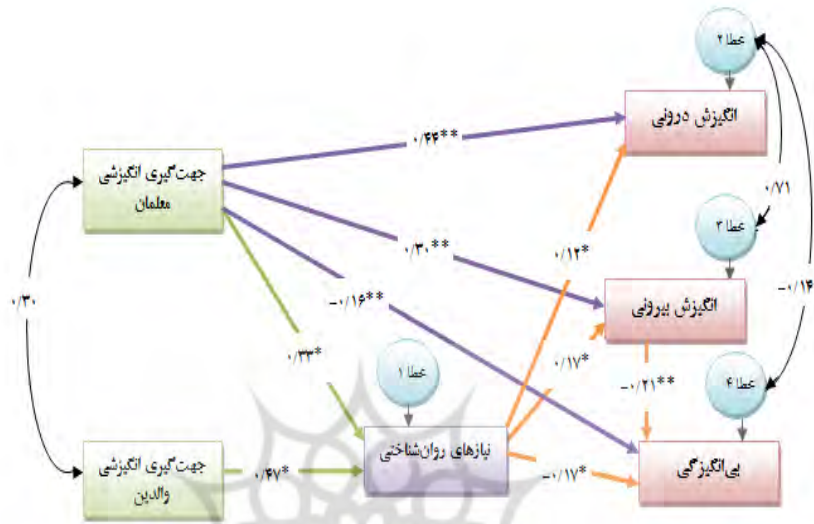 خطا ۲
انگیزش درونی
۰/۴۴**
جهت‌گیری انگیزشی
معلمان
۰/۷۱
خطا ۳
۰/۱۲*
۰/۳۰**
-۰/۱۴
۰/۳۰
-۰/۱۶**
انگیزش بیرونی
۰/۳۳*
خطا ۱
۰/۱۷*
-۰/۲۱**
خطا ۴
نیازهای روان‌شناختی
جهت‌گیری انگیزشی
والدین
۰/۴۷*
-۰/۱۷*
بی‌انگیزگی